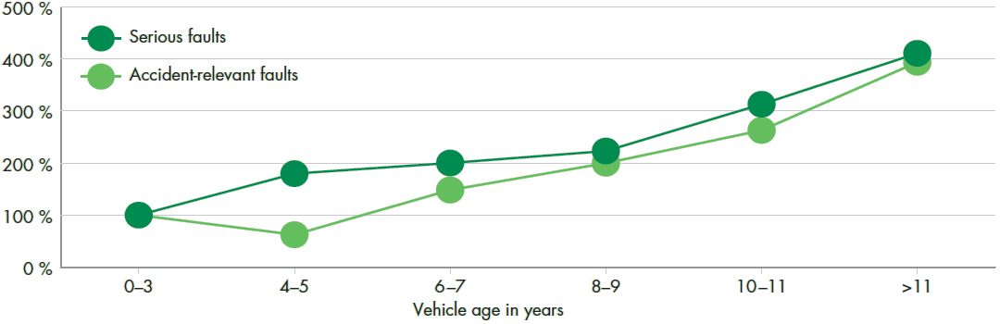 500 %
400 %
300 %
200 %
100 %
0 %
Serious faults
Accident-relevant faults
0–3 4–5 6–7 8–9 10–11 >11
Vehicle age in years